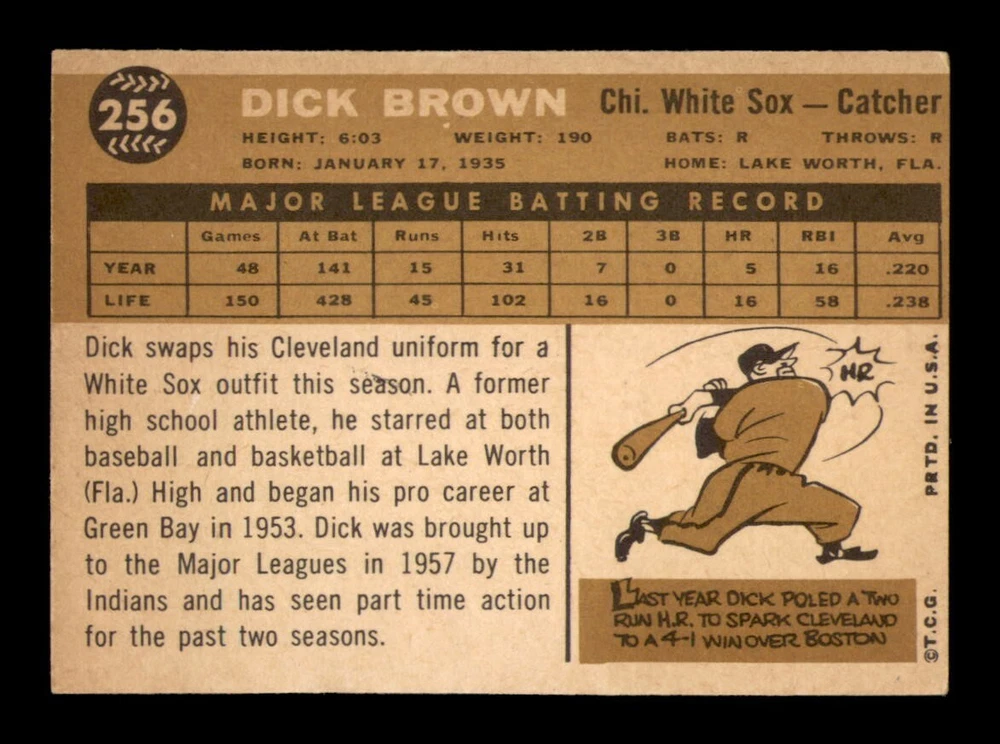 256
DICK BROWN Chi. White Sox — Catcher
HEIGHT: 6:03 WEIGHT: 190 BATS: R THROWS: R
BORN: JANUARY 17, 1935 HOME: LAKE WORTH, FLA.
MAJOR LEAGUE BATTING RECORD
Games At Bat Runs Hits 2B 3B HR RBI Avg
YEAR 48 141 15 31 7 0 5 16 .220
LIFE 150 428 45 102 16 0 16 58 .238
Dick swaps his Cleveland uniform for a
White Sox outfit this season. A former
high school athlete, he starred at both
baseball and basketball at Lake Worth
(Fla.) High and began his pro career at
Green Bay in 1953. Dick was brought up
to the Major Leagues in 1957 by the
Indians and has seen part time action
for the past two seasons.
HR
LAST YEAR DICK POLED A TWO
RUN H.R. TO SPARK CLEVELAND
TO A 4-1 WIN OVER BOSTON
©T.C.G. PRTD. IN U.S.A.